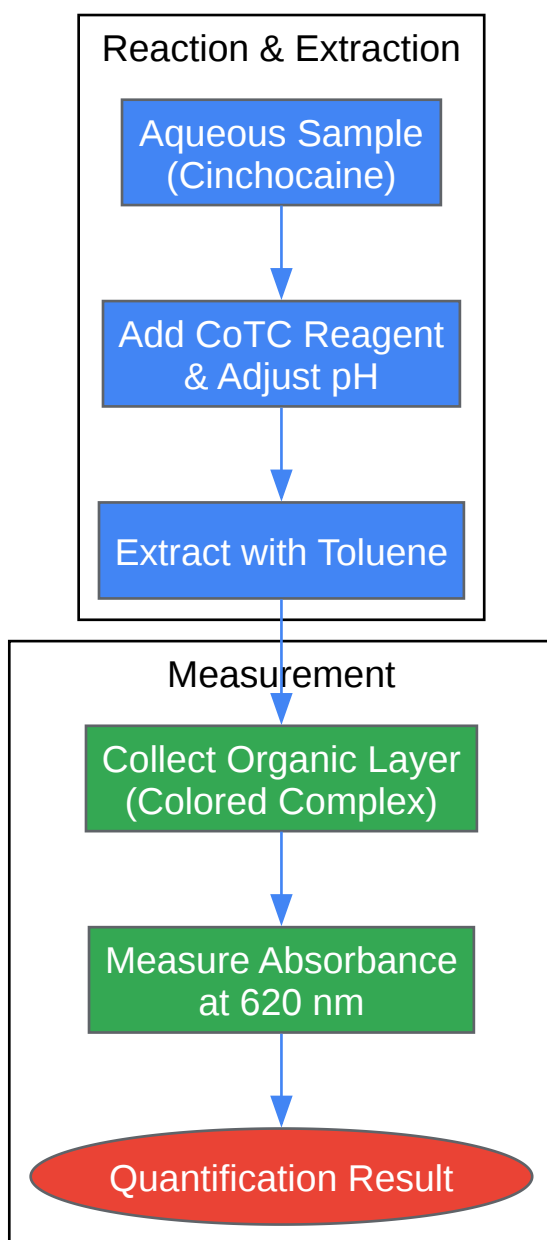 Reaction & Extraction
Aqueous Sample
(Cinchocaine)
Add CoTC Reagent
& Adjust pH
Extract with Toluene
Measurement
Collect Organic Layer
(Colored Complex)
Measure Absorbance
at 620 nm
Quantification Result